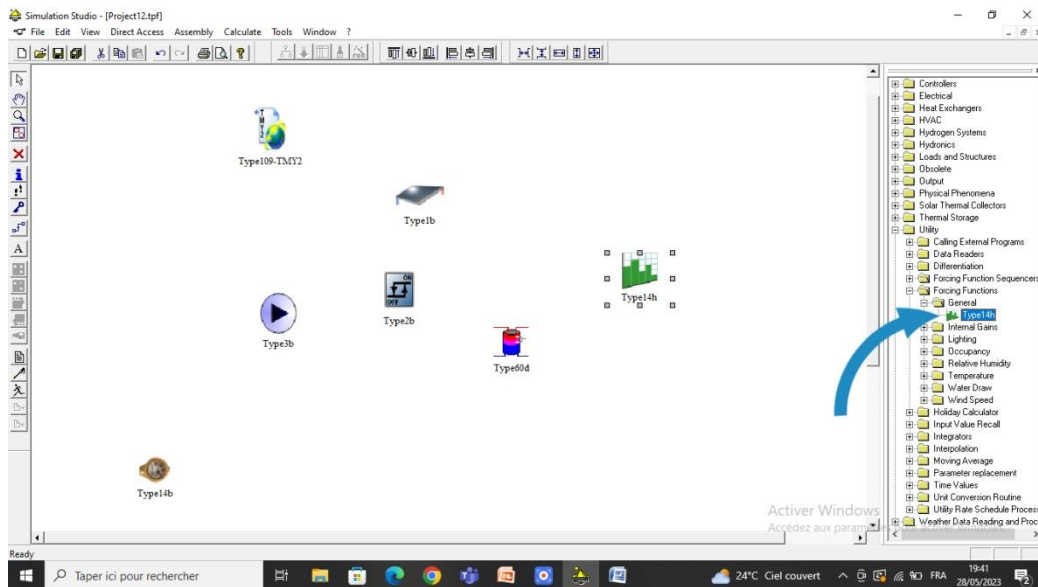 Simulation Studio - [Project12.tpf]
File Edit View Direct Access Assembly Calculate Tools Window ?
Type109-TMY2
Type1b
Type14h
Type2b
Type3b
Type60d
Type14b
Controllers
Electrical
Heat Exchangers
HVAC
Hydrogen Systems
Hydronics
Loads and Structures
Obsolete
Output
Physical Phenomena
Solar Thermal Collectors
Thermal Storage
Utility
Calling External Programs
Data Readers
Differentiation
Forcing Function Sequencers
Forcing Functions
General
Type14h
Internal Gains
Lighting
Occupancy
Relative Humidity
Temperature
Water Draw
Wind Speed
Holiday Calculator
Input Value Recall
Integrators
Interpolation
Moving Average
Parameter replacement
Time Values
Unit Conversion Routine
Utility Rate Schedule Proces
Weather Data Reading and Proc
Activer Windows
Accédez aux
Ready
Taper ici pour rechercher
24°C Ciel couvert
FRA
19:41
28/05/2023